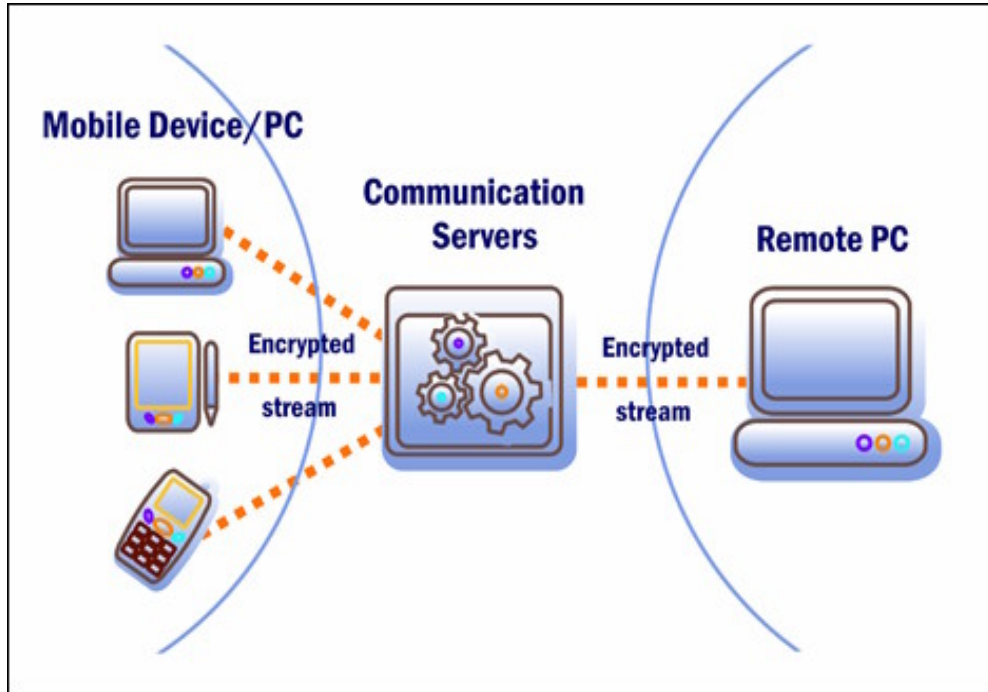 Mobile Device/PC
Communication
Servers
Remote PC
Encrypted
stream
Encrypted
stream